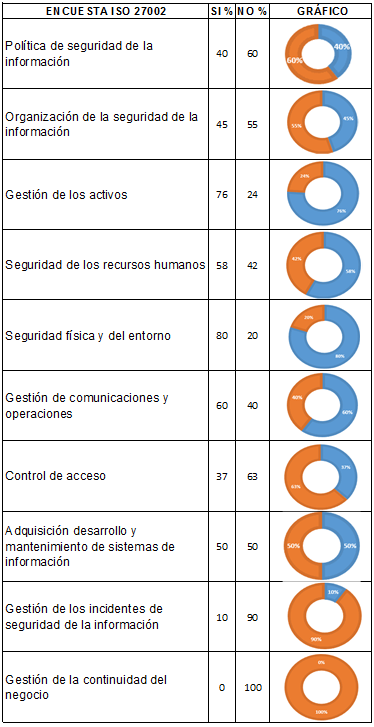 ENCUESTA ISO 27002 SI % NO % GRÁFICO
Política de seguridad de la
información 40 60 60% 40%
Organización de la seguridad de la
información 45 55 55% 45%
Gestión de los activos 76 24 24% 76%
Seguridad de los recursos humanos 58 42 42% 58%
Seguridad física y del entorno 80 20 20% 80%
Gestión de comunicaciones y
operaciones 60 40 40% 60%
Control de acceso 37 63 37% 63%
Adquisición desarrollo y
mantenimiento de sistemas de
información 50 50 50% 50%
Gestión de los incidentes de
seguridad de la información 10 90 10% 90%
Gestión de la continuidad del
negocio 0 100 0% 100%